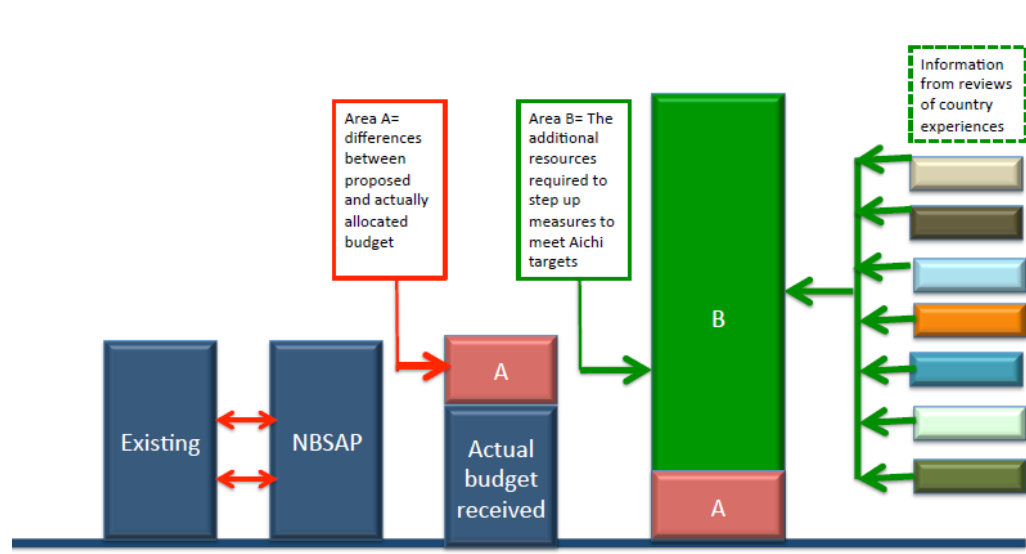 Information
from reviews
of country
experiences
Area A=
differences
between
proposed
and actually
allocated
budget
Area B= The
additional
resources
required to
step up
measures to
meet Aichi
targets
B
A
Existing
NBSAP
Actual
budget
received
A